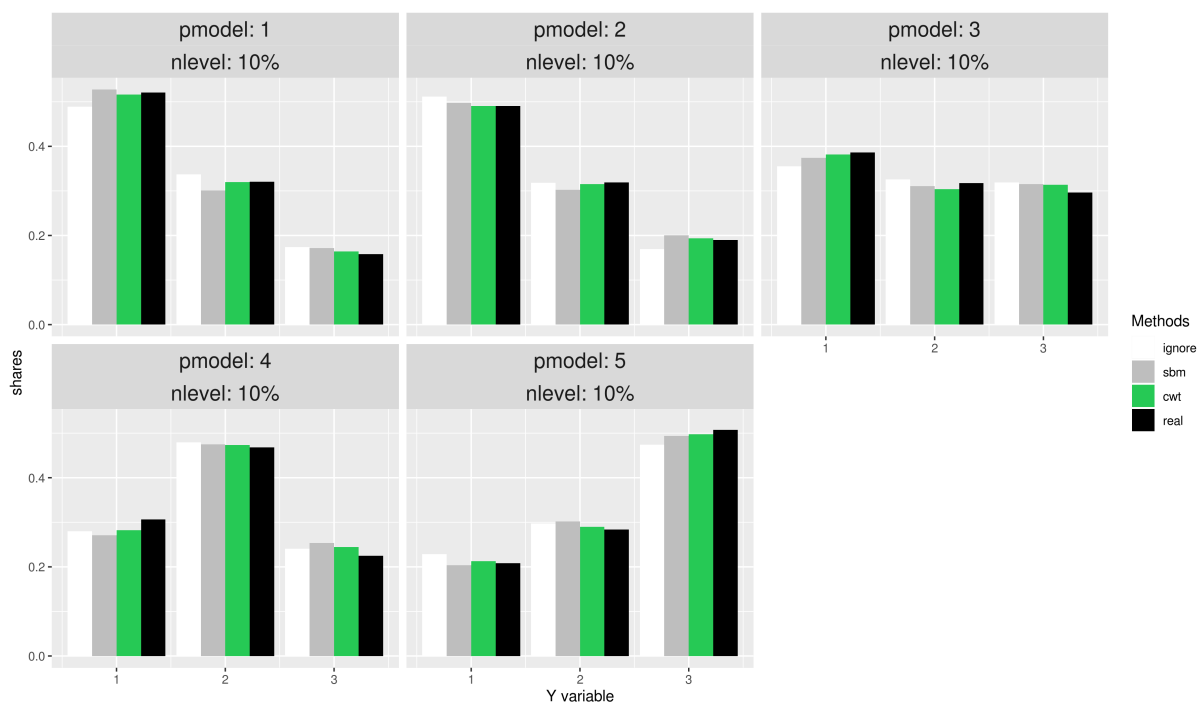 pmodel: 1
nlevel: 10%
pmodel: 2
nlevel: 10%
pmodel: 3
nlevel: 10%
0.4
0.2
0.0
1
2
3
pmodel: 4
nlevel: 10%
pmodel: 5
nlevel: 10%
0.4
0.2
0.0
1
2
3
1
2
3
shares
Y variable
Methods
ignore
sbm
cwt
real